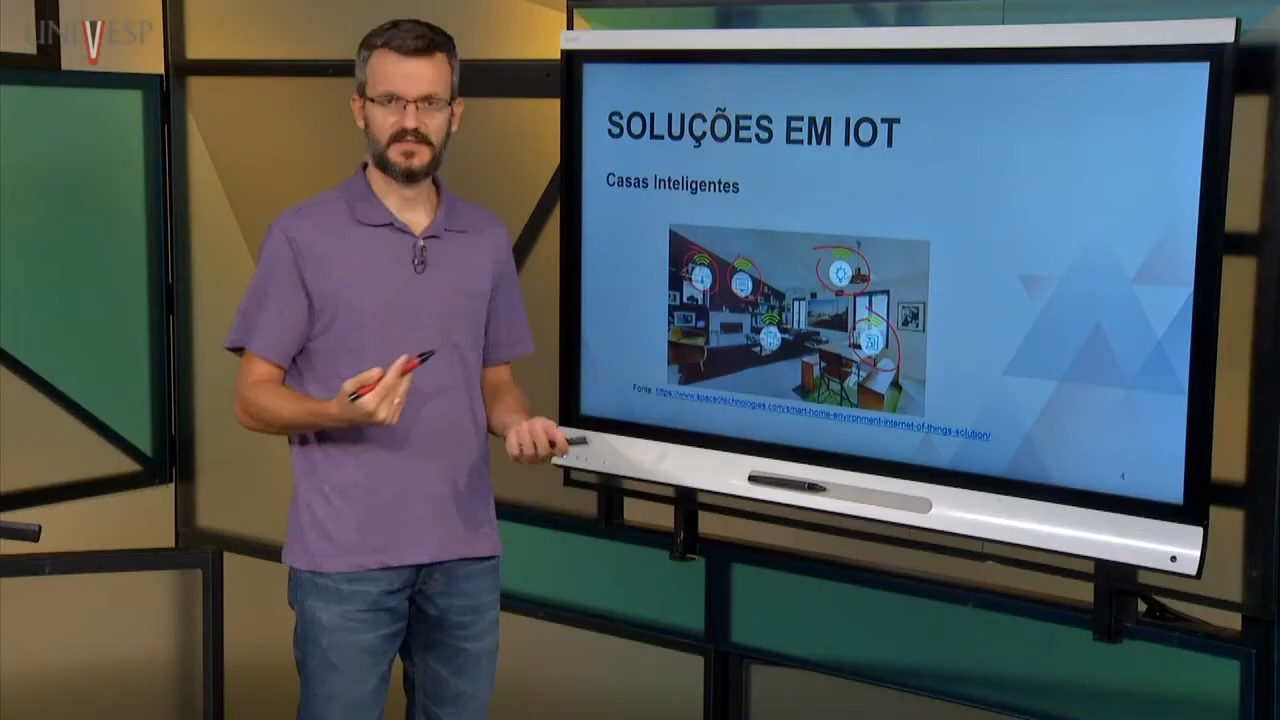 UNIVESP
SOLUÇÕES EM IOT
Casas Inteligentes
Fonte: https://www.spaceotechnologies.com/smart-home-environment-internet-of-things-solution/
4